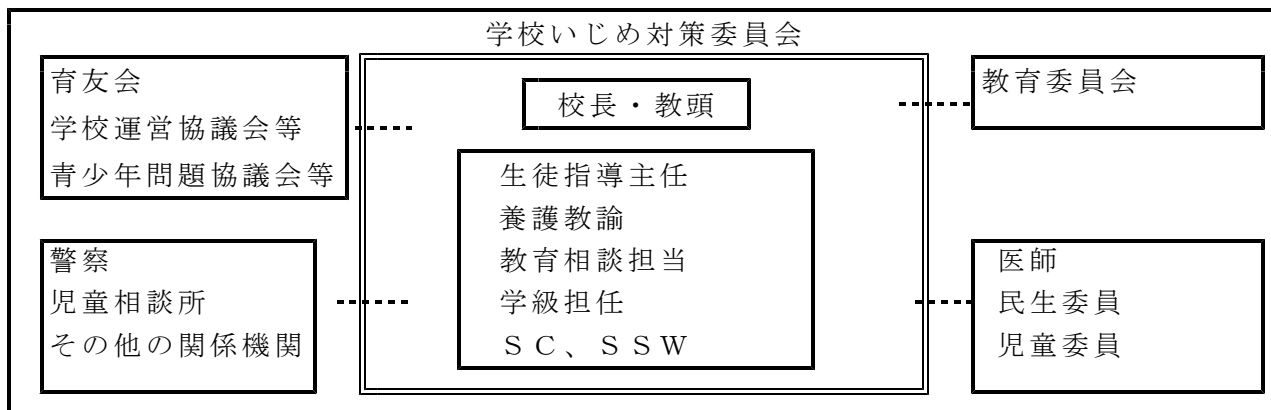 学校いじめ対策委員会
育友会
学校運営協議会等
青少年問題協議会等
校長・教頭
教育委員会
生徒指導主任
養護教諭
教育相談担当
学級担任
ＳＣ、ＳＳＷ
警察
児童相談所
その他の関係機関
医師
民生委員
児童委員